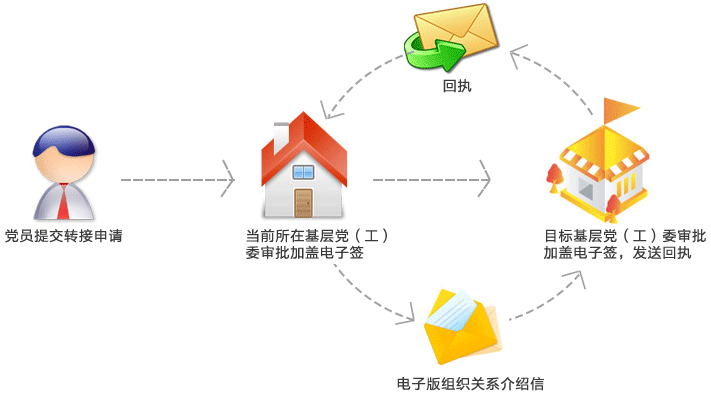 回执
党员提交转接申请
当前所在基层党（工）
委审批加盖电子签
目标基层党（工）委审批
加盖电子签，发送回执
电子版组织关系介绍信